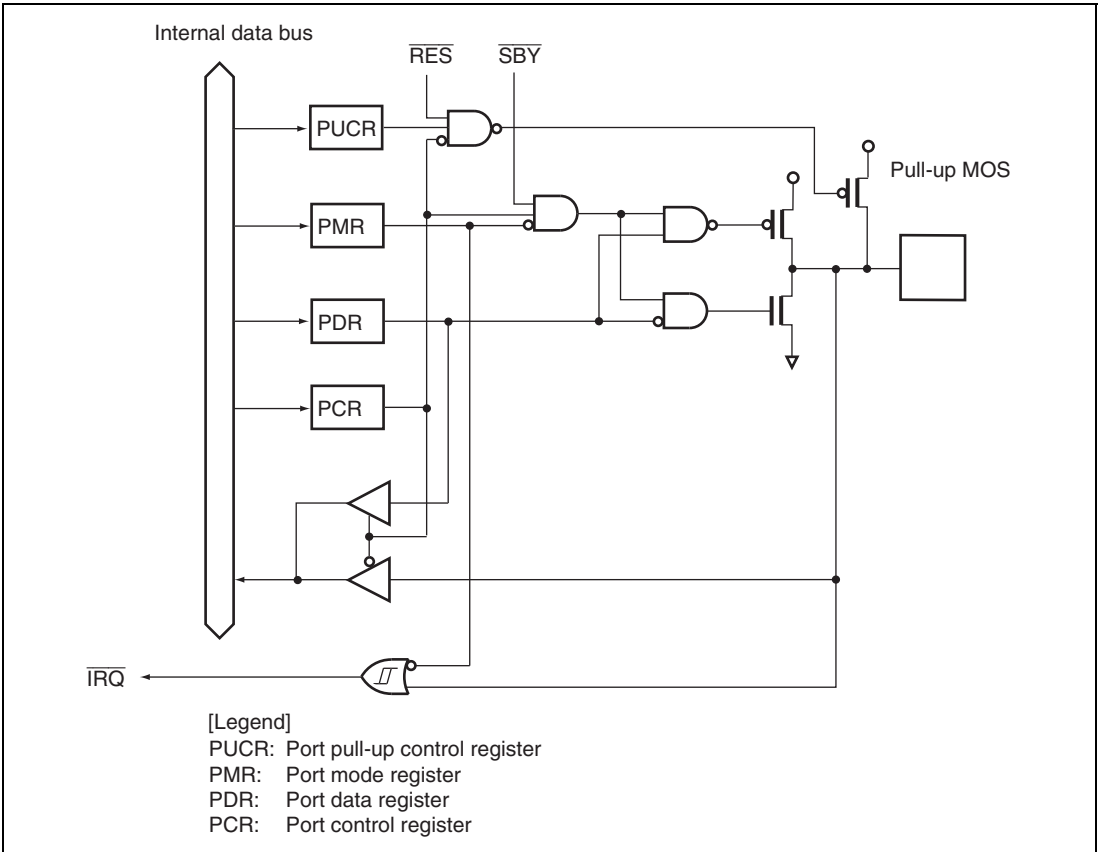 Internal data bus
RES
SBY
PUCR
Pull-up MOS
PMR
PDR
PCR
IRQ
[Legend]
PUCR: Port pull-up control register
PMR: Port mode register
PDR: Port data register
PCR: Port control register